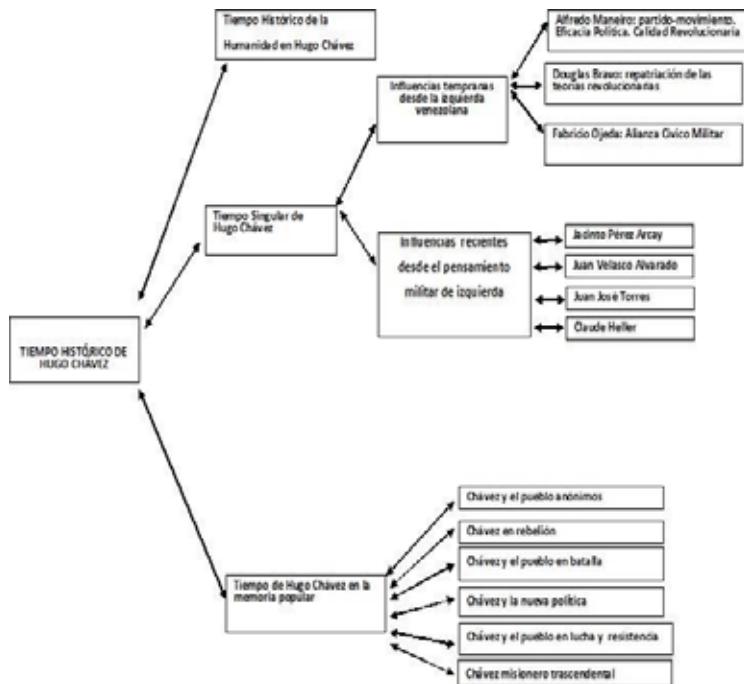 Tiempo Histórico de la
Humanidad en Hugo Chávez
Alfredo Maneiro: partido-movimiento.
Eficacia Política. Calidad Revolucionaria
Influencias tempranas
desde la izquierda
venezolana
Douglas Bravo: repatriación de las
teorías revolucionarias
Fabricio Ojeda: Alianza Cívico Militar
Tiempo Singular de
Hugo Chávez
Influencias recientes
desde el pensamiento
militar de izquierda
Jacinto Pérez Arcay
Juan Velasco Alvarado
Juan José Torres
Claude Heller
TIEMPO HISTÓRICO DE
HUGO CHÁVEZ
Tiempo de Hugo Chávez en la
memoria popular
Chávez y el pueblo anónimos
Chávez en rebelión
Chávez y el pueblo en batalla
Chávez y la nueva política
Chávez y el pueblo en lucha y resistencia
Chávez misionero trascendental